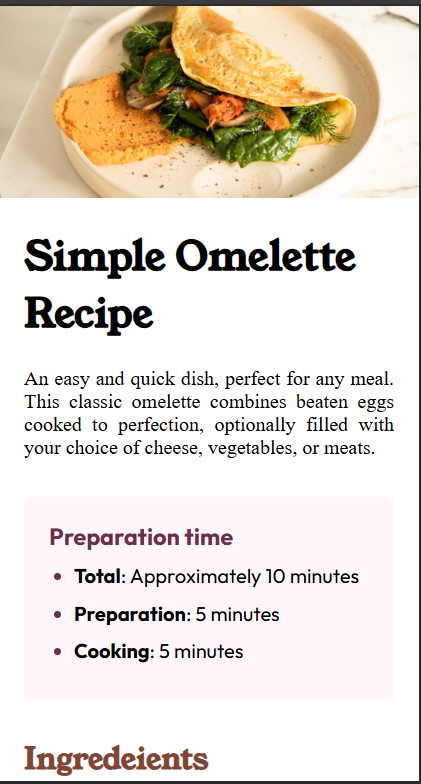 Simple Omelette
Recipe
An easy and quick dish, perfect for any meal.
This classic omelette combines beaten eggs
cooked to perfection, optionally filled with
your choice of cheese, vegetables, or meats.
Preparation time
Total: Approximately 10 minutes
Preparation: 5 minutes
Cooking: 5 minutes
Ingredeients